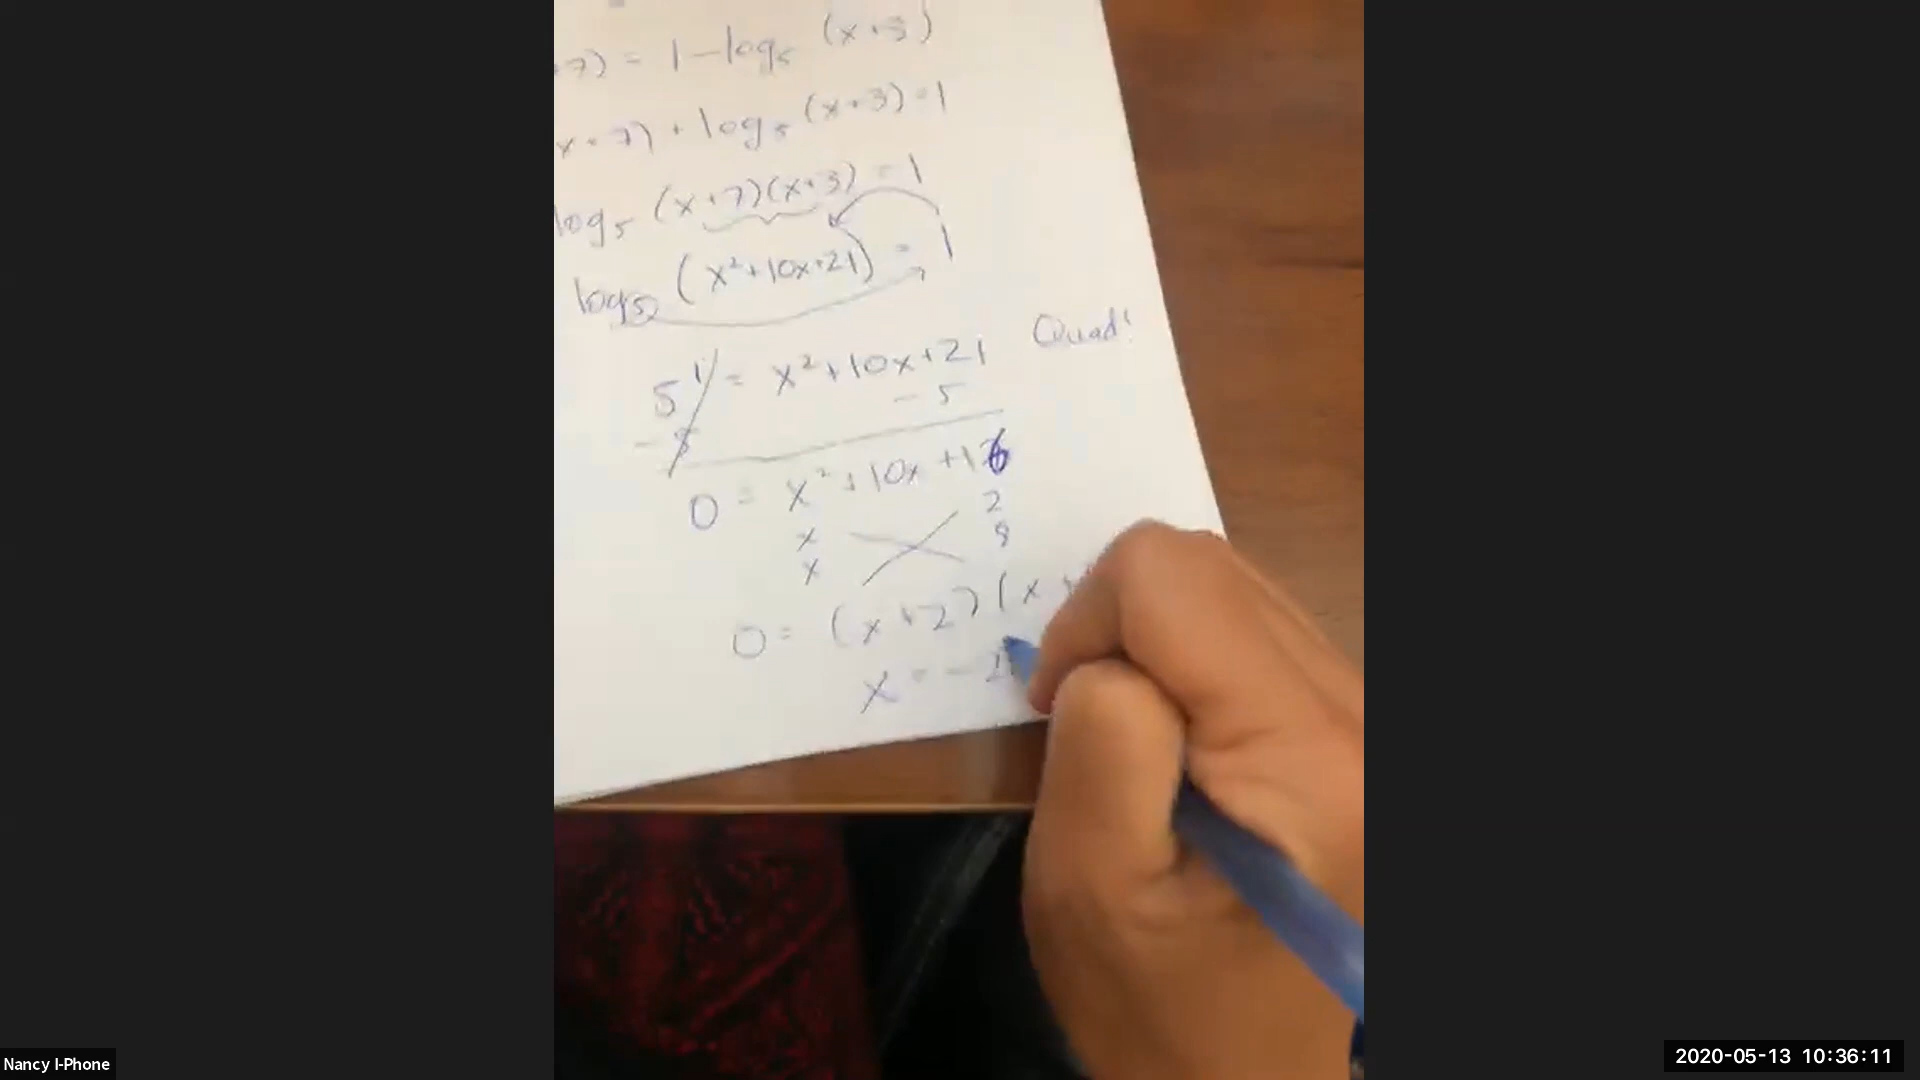 +7) = 1 - log₅ (x+3)
x+7) + log₅ (x+3) = 1
log₅ (x+7)(x+3) = 1
log₅ (x²+10x+21) = 1
5¹ = x²+10x+21 Quad!
- 5 - 5
0 = x²+10x+16
x 2
x 8
0 = (x+2)(x+
x = -2
Nancy I-Phone
2020-05-13 10:36:11